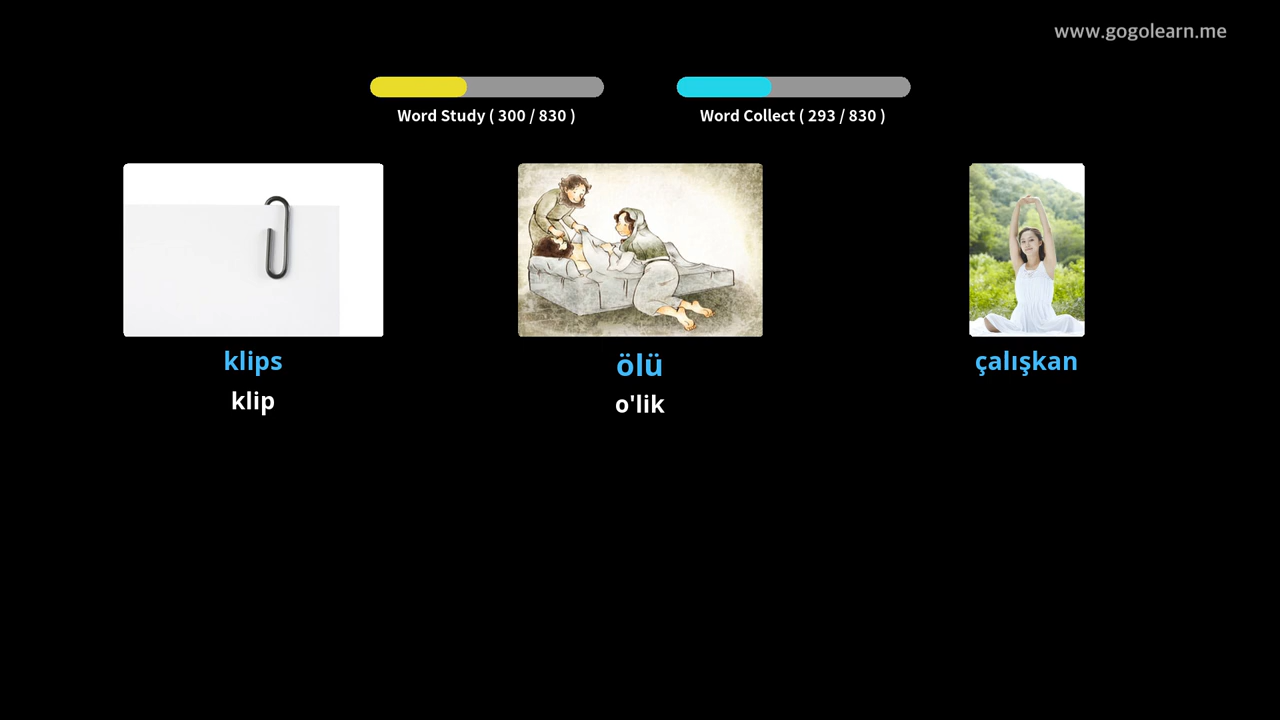 www.gogolearn.me
Word Study ( 300 / 830 )
Word Collect ( 293 / 830 )
klips
klip
ölü
o'lik
çalışkan